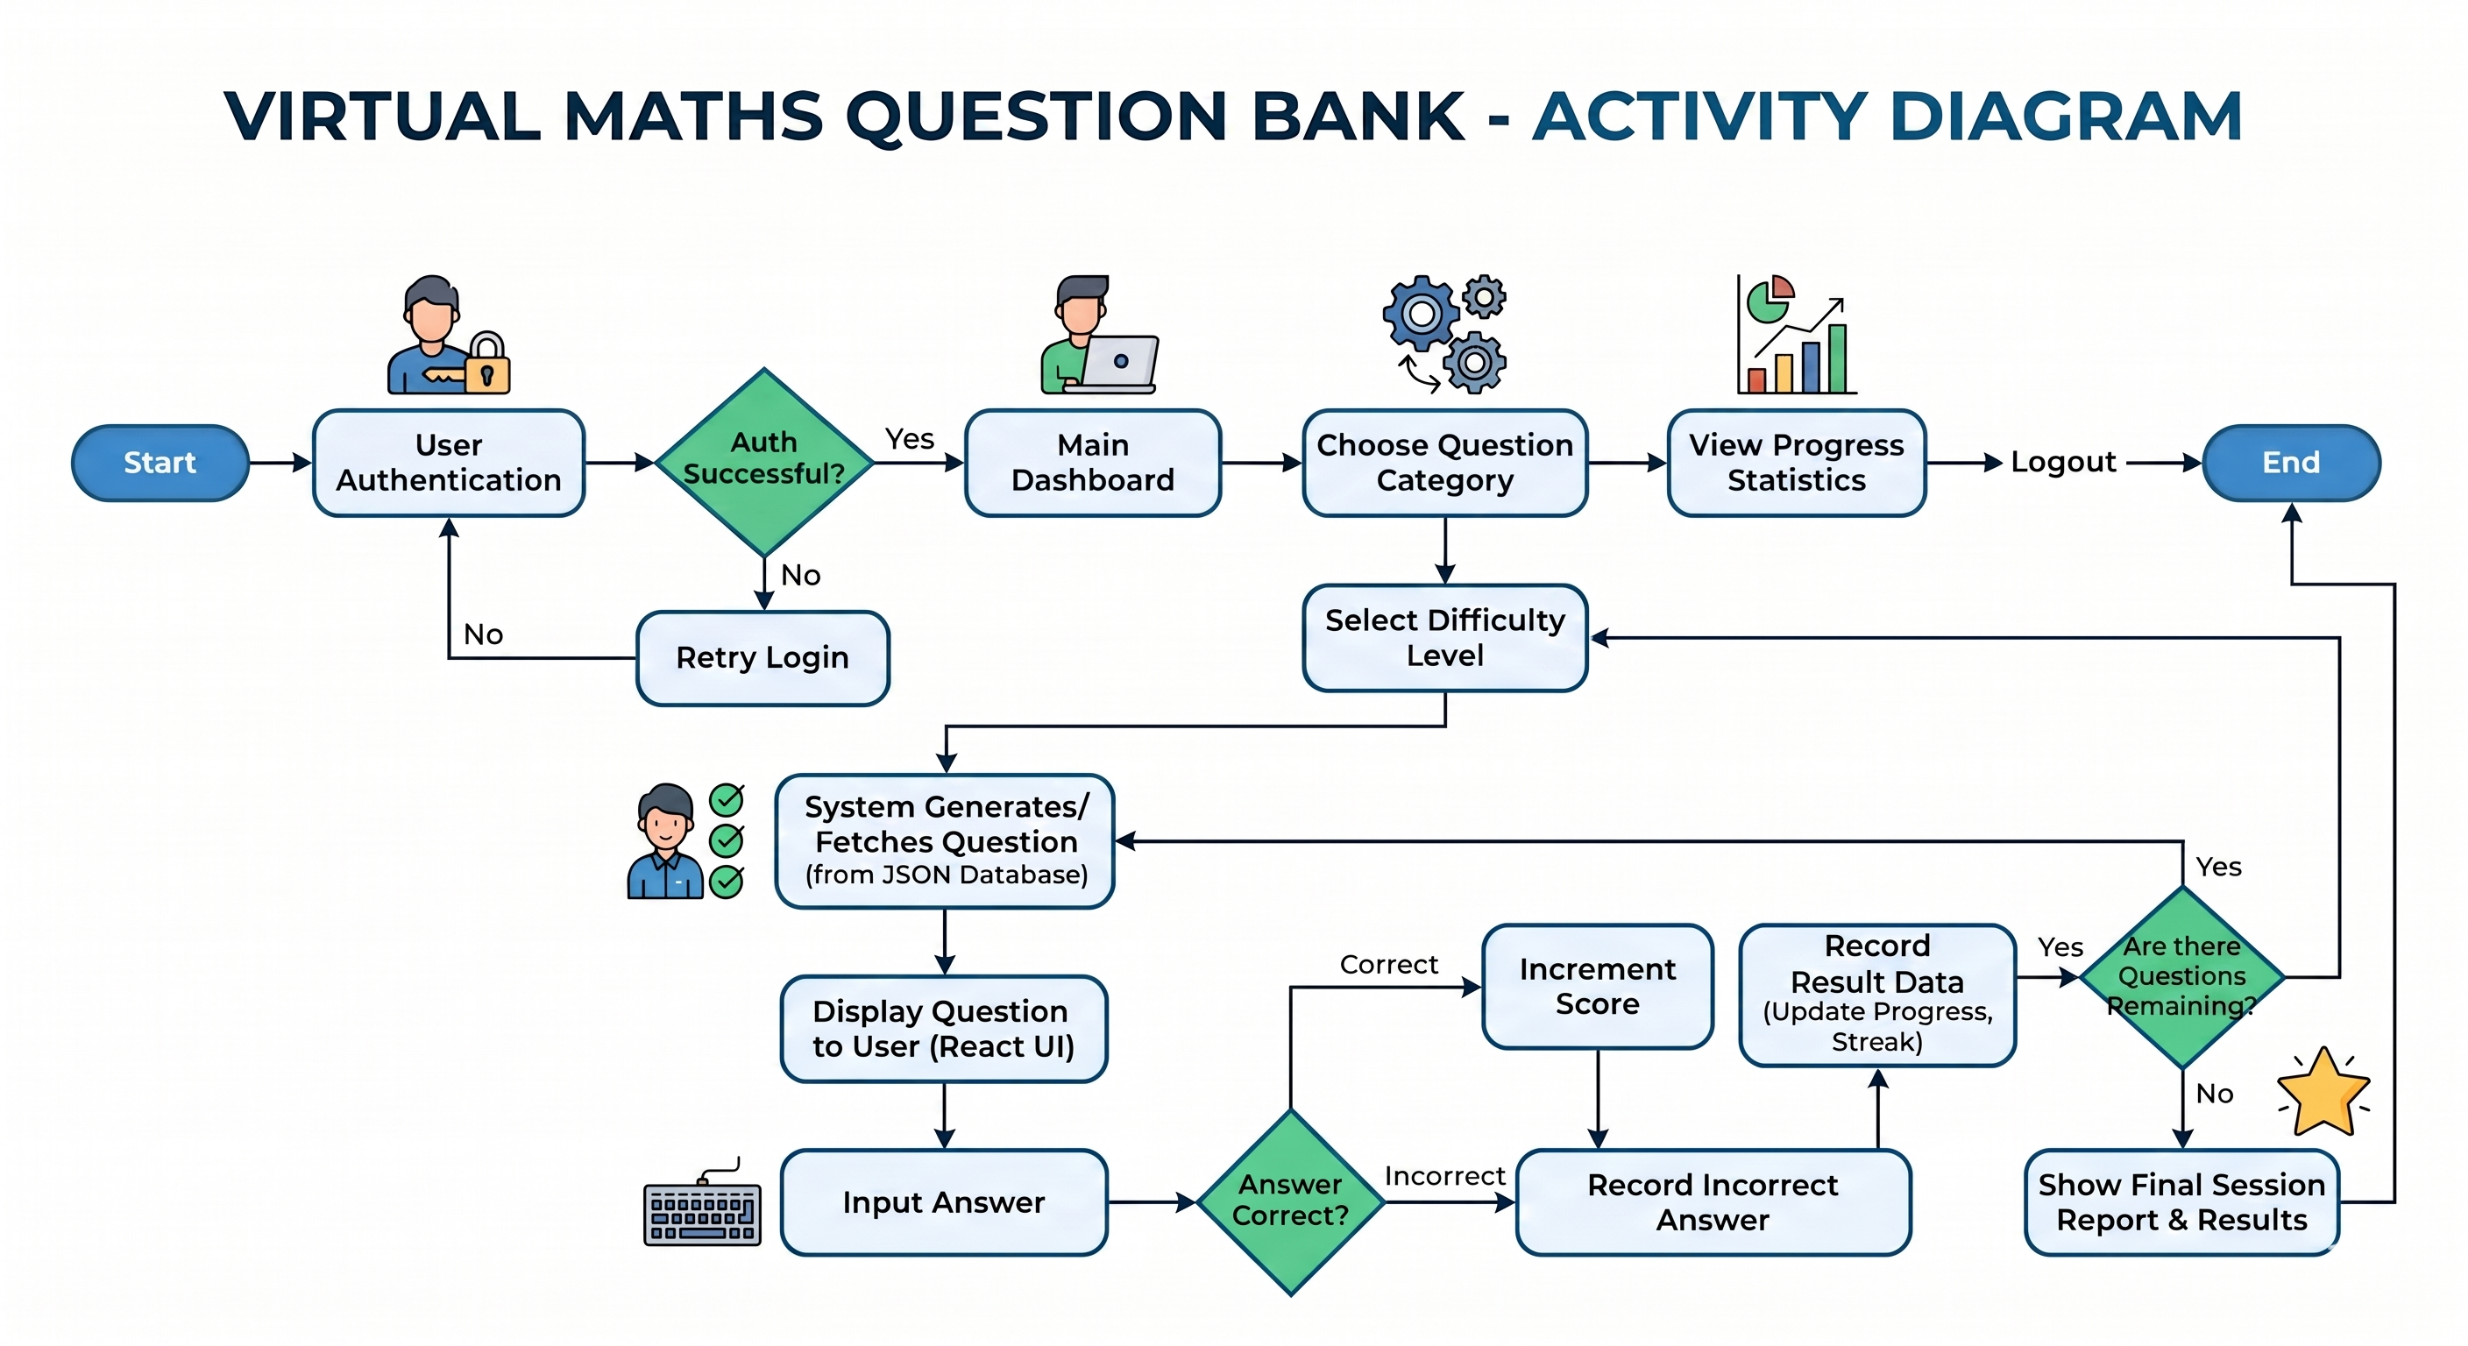 VIRTUAL MATHS QUESTION BANK - ACTIVITY DIAGRAM
Start
User
Authentication
Auth
Successful?
Yes
Main
Dashboard
Choose Question
Category
View Progress
Statistics
Logout
End
No
No
Retry Login
Select Difficulty
Level
System Generates/
Fetches Question
(from JSON Database)
Yes
Display Question
to User (React UI)
Correct
Increment
Score
Record
Result Data
(Update Progress,
Streak)
Yes
Are there
Questions
Remaining?
No
Input Answer
Answer
Correct?
Incorrect
Record Incorrect
Answer
Show Final Session
Report & Results